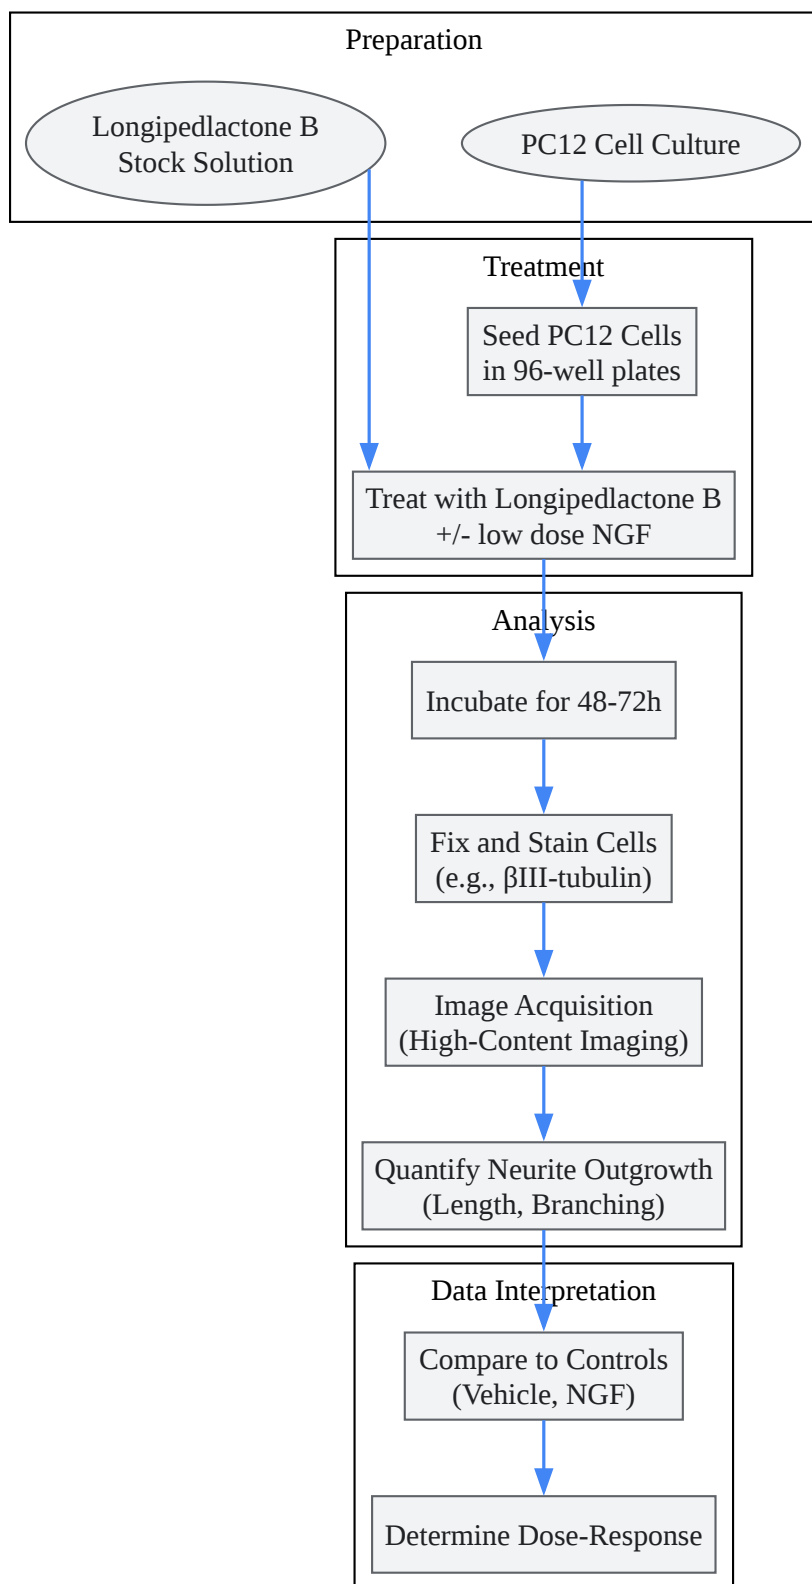 Preparation
Longipedlactone B
Stock Solution
PC12 Cell Culture
Treatment
Seed PC12 Cells
in 96-well plates
Treat with Longipedlactone B
+/- low dose NGF
Analysis
Incubate for 48-72h
Fix and Stain Cells
(e.g., βIII-tubulin)
Image Acquisition
(High-Content Imaging)
Quantify Neurite Outgrowth
(Length, Branching)
Data Interpretation
Compare to Controls
(Vehicle, NGF)
Determine Dose-Response